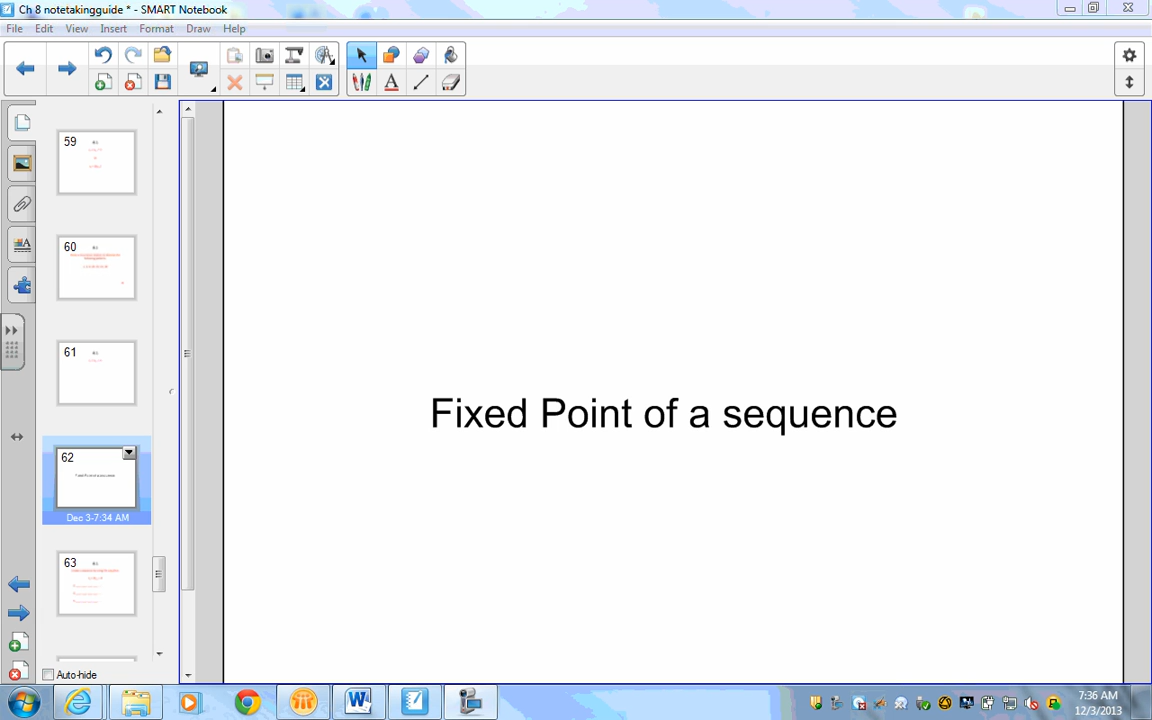 Ch 8 notetakingguide * - SMART Notebook
File Edit View Insert Format Draw Help
59
60
61
62
Dec 3-7:34 AM
63
Auto-hide
Fixed Point of a sequence
7:36 AM
12/3/2013